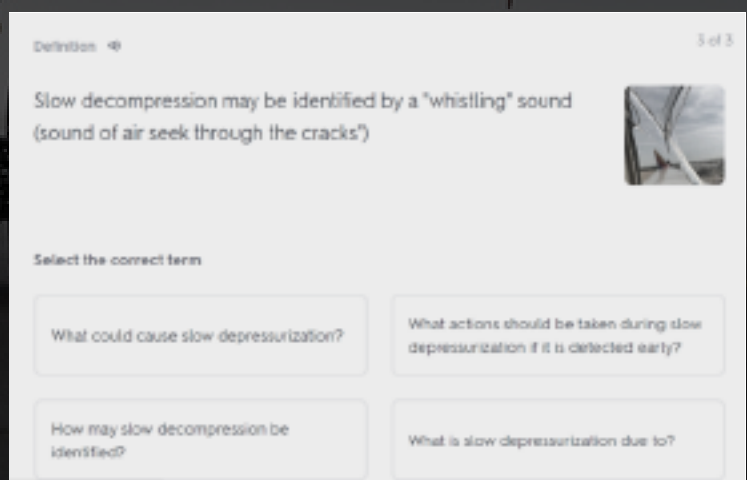 Definition
3 of 3
Slow decompression may be identified by a "whistling" sound
(sound of air seek through the cracks")
Select the correct term
What could cause slow depressurization?
What actions should be taken during slow
depressurization if it is detected early?
How may slow decompression be
identified?
What is slow depressurization due to?